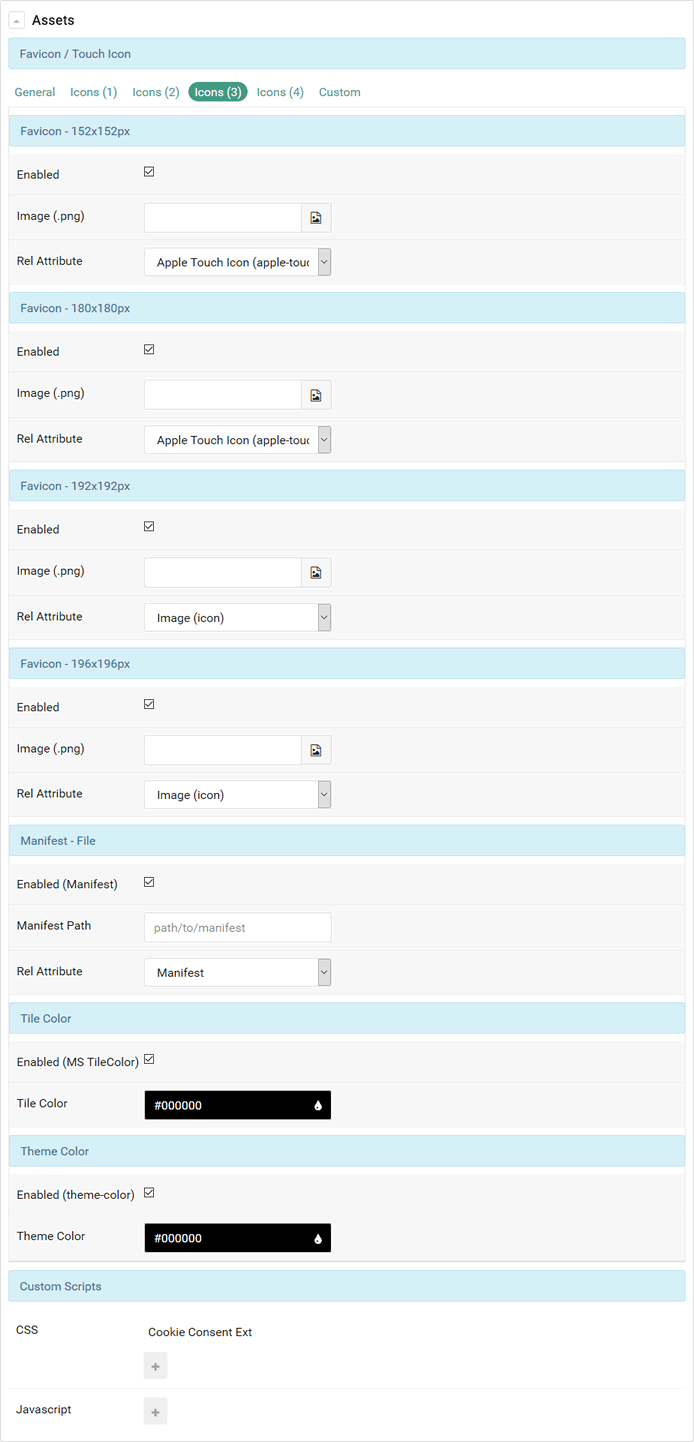 Assets
Favicon / Touch Icon
General Icons (1) Icons (2) Icons (3) Icons (4) Custom
Favicon - 152x152px
Enabled
Image (.png)
Rel Attribute Apple Touch Icon (apple-touc
Favicon - 180x180px
Enabled
Image (.png)
Rel Attribute Apple Touch Icon (apple-touc
Favicon - 192x192px
Enabled
Image (.png)
Rel Attribute Image (icon)
Favicon - 196x196px
Enabled
Image (.png)
Rel Attribute Image (icon)
Manifest - File
Enabled (Manifest)
Manifest Path path/to/manifest
Rel Attribute Manifest
Tile Color
Enabled (MS TileColor)
Tile Color #000000
Theme Color
Enabled (theme-color)
Theme Color #000000
Custom Scripts
CSS Cookie Consent Ext
+
Javascript +